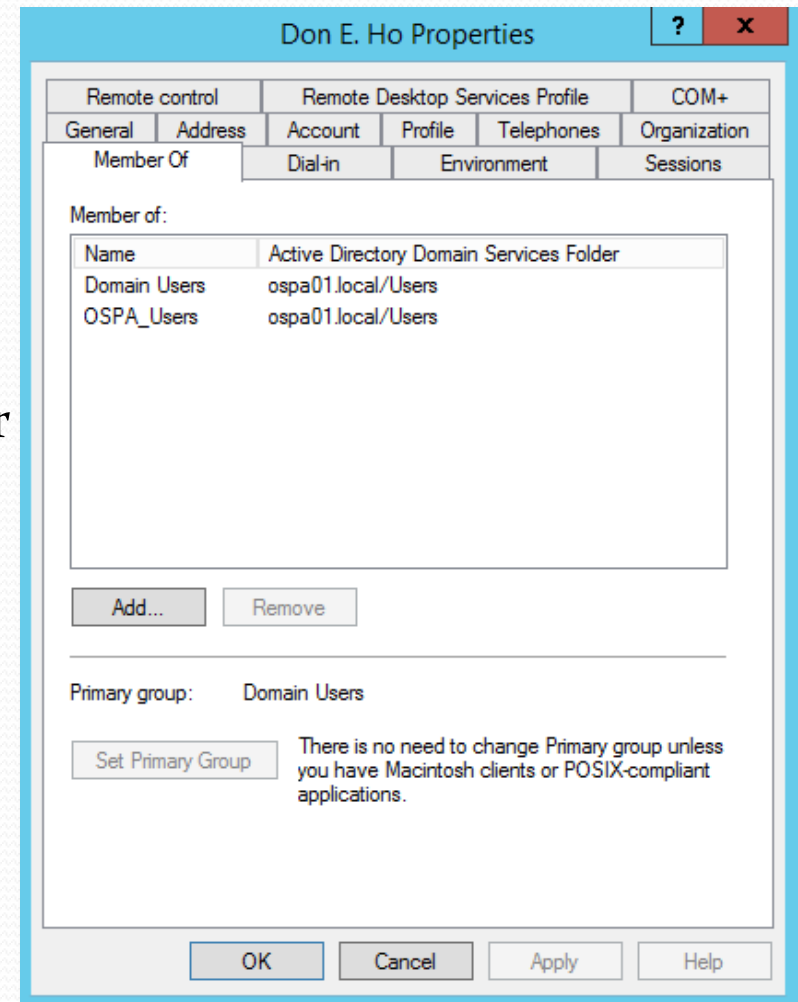 Don E. Ho Properties
? x
Remote control Remote Desktop Services Profile COM+
General Address Account Profile Telephones Organization
Member Of Dial-in Environment Sessions
Member of:
Name Active Directory Domain Services Folder
Domain Users ospa01.local/Users
OSPA_Users ospa01.local/Users
r
Add... Remove
Primary group: Domain Users
Set Primary Group
There is no need to change Primary group unless
you have Macintosh clients or POSIX-compliant
applications.
OK Cancel Apply Help